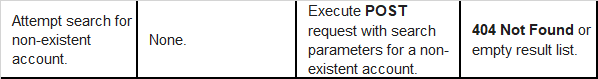 Attempt search for
non-existent
account.
None.
Execute POST
request with search
parameters for a non-
existent account.
404 Not Found or
empty result list.